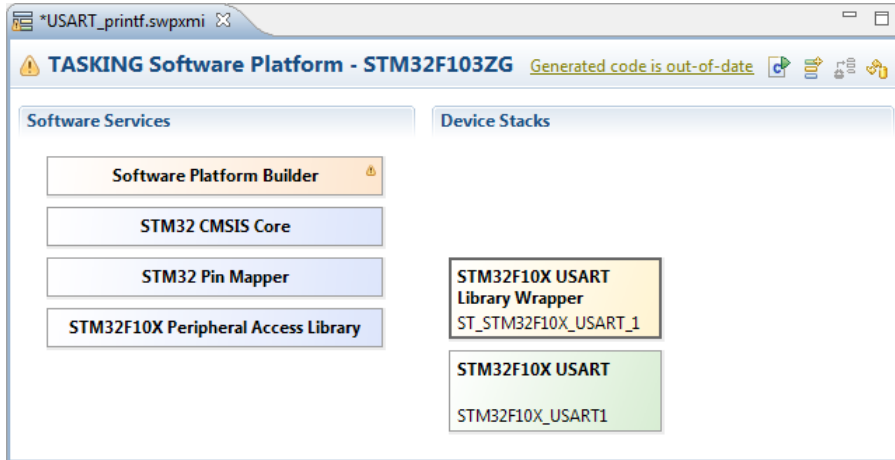 *USART_printf.swpxmi
TASKING Software Platform - STM32F103ZG Generated code is out-of-date
Software Services
Device Stacks
Software Platform Builder
STM32 CMSIS Core
STM32 Pin Mapper
STM32F10X Peripheral Access Library
STM32F10X USART
Library Wrapper
ST_STM32F10X_USART_1
STM32F10X USART
STM32F10X_USART1